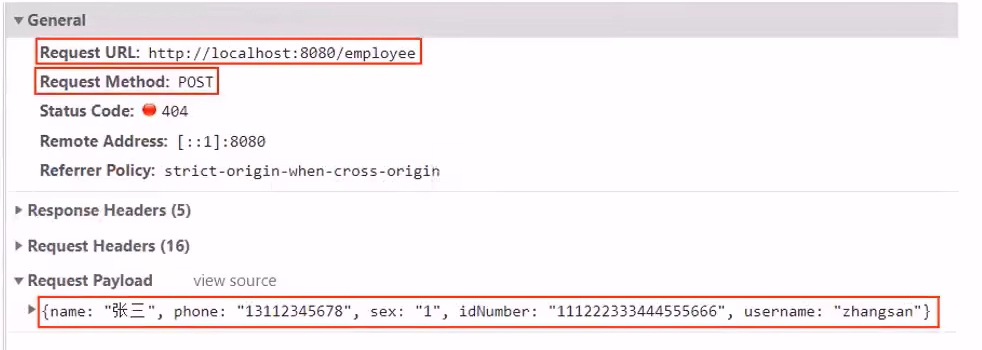 General
Request URL: http://localhost:8080/employee
Request Method: POST
Status Code: 404
Remote Address: [::1]:8080
Referrer Policy: strict-origin-when-cross-origin
Response Headers (5)
Request Headers (16)
Request Payload view source
{name: "张三", phone: "13112345678", sex: "1", idNumber: "111222333444555666", username: "zhangsan"}